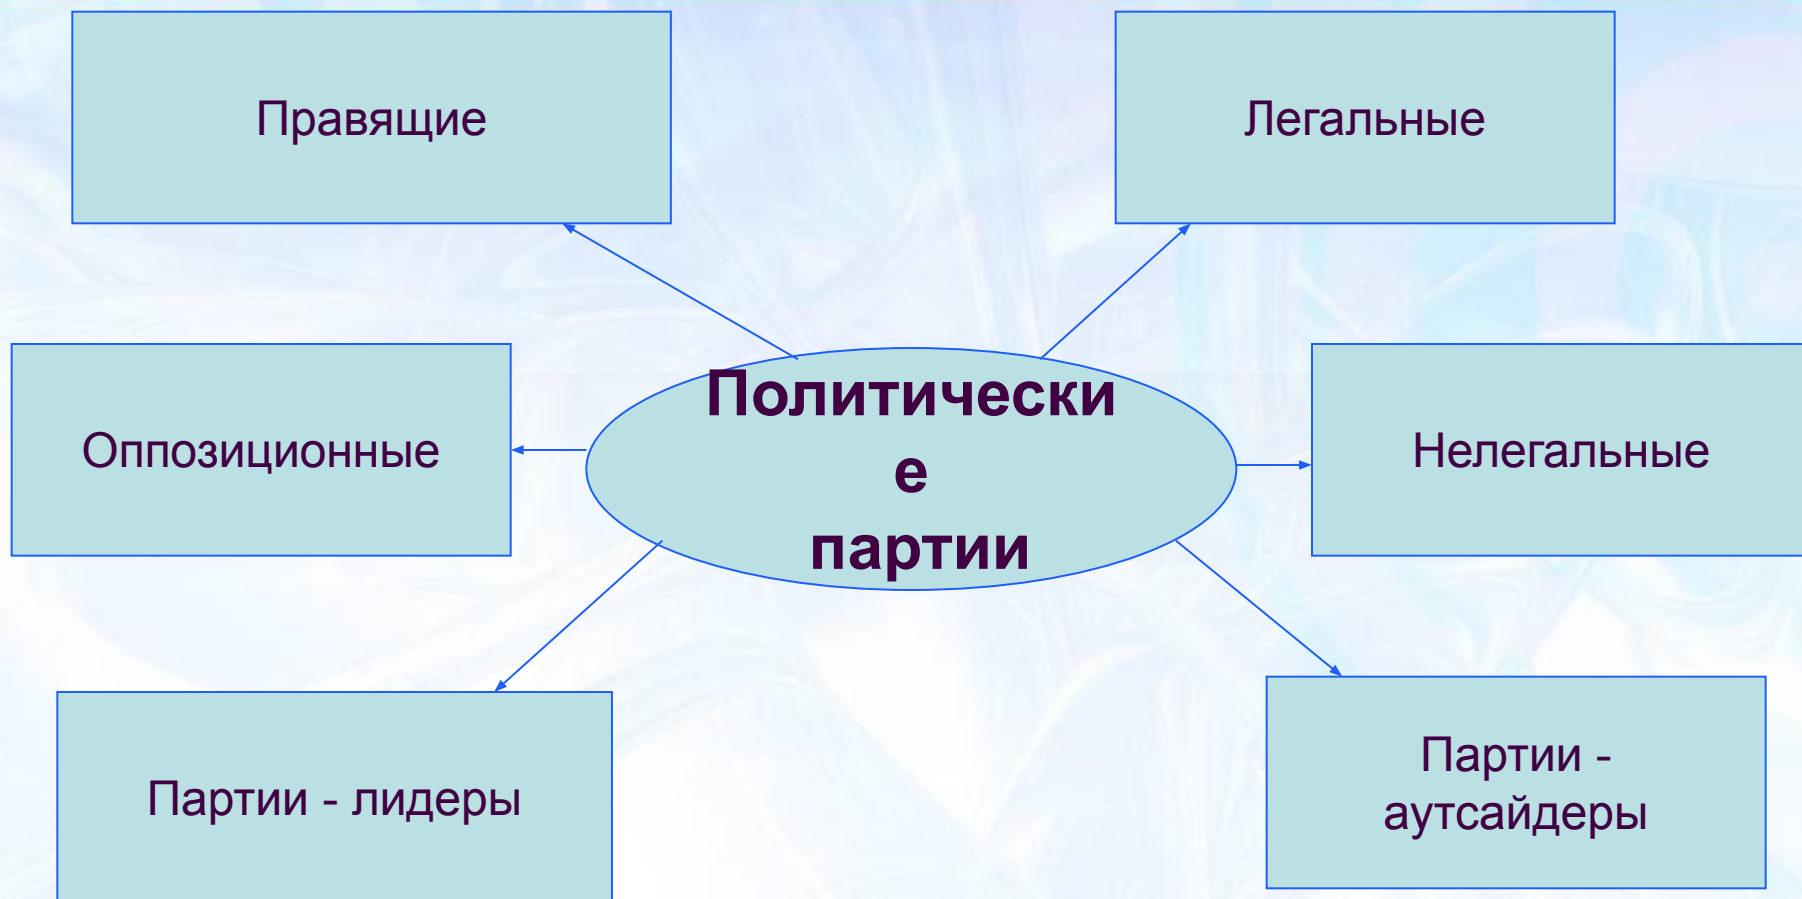 Правящие
Легальные
Политически
е
партии
Оппозиционные
Нелегальные
Партии - лидеры
Партии -
аутсайдеры